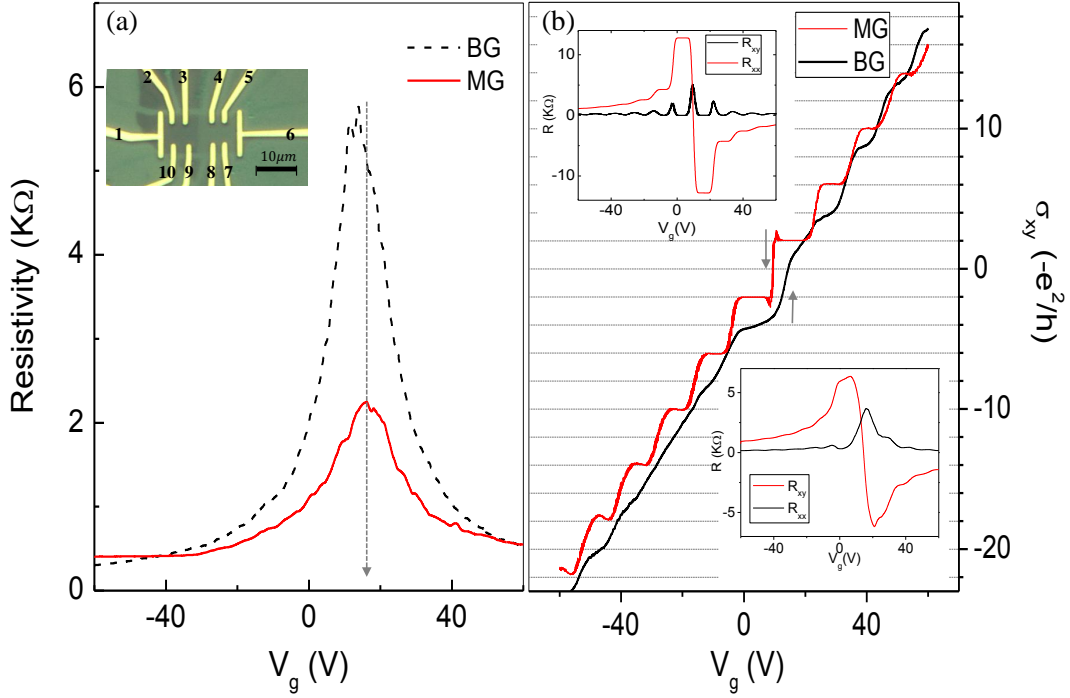 (a)
BG
MG
2
3
4
5
1
6
10
9
8
7
10μm
Resistivity (KΩ)
6
4
2
0
-40
0
40
V_g (V)
(b)
MG
BG
R_xy
R_xx
R (KΩ)
10
0
-10
-40
0
40
V_g(V)
R_xy
R_xx
R (KΩ)
5
0
-5
-40
0
40
V_g(V)
10
0
-10
-20
σ_xy (-e²/h)
-40
0
40
V_g (V)